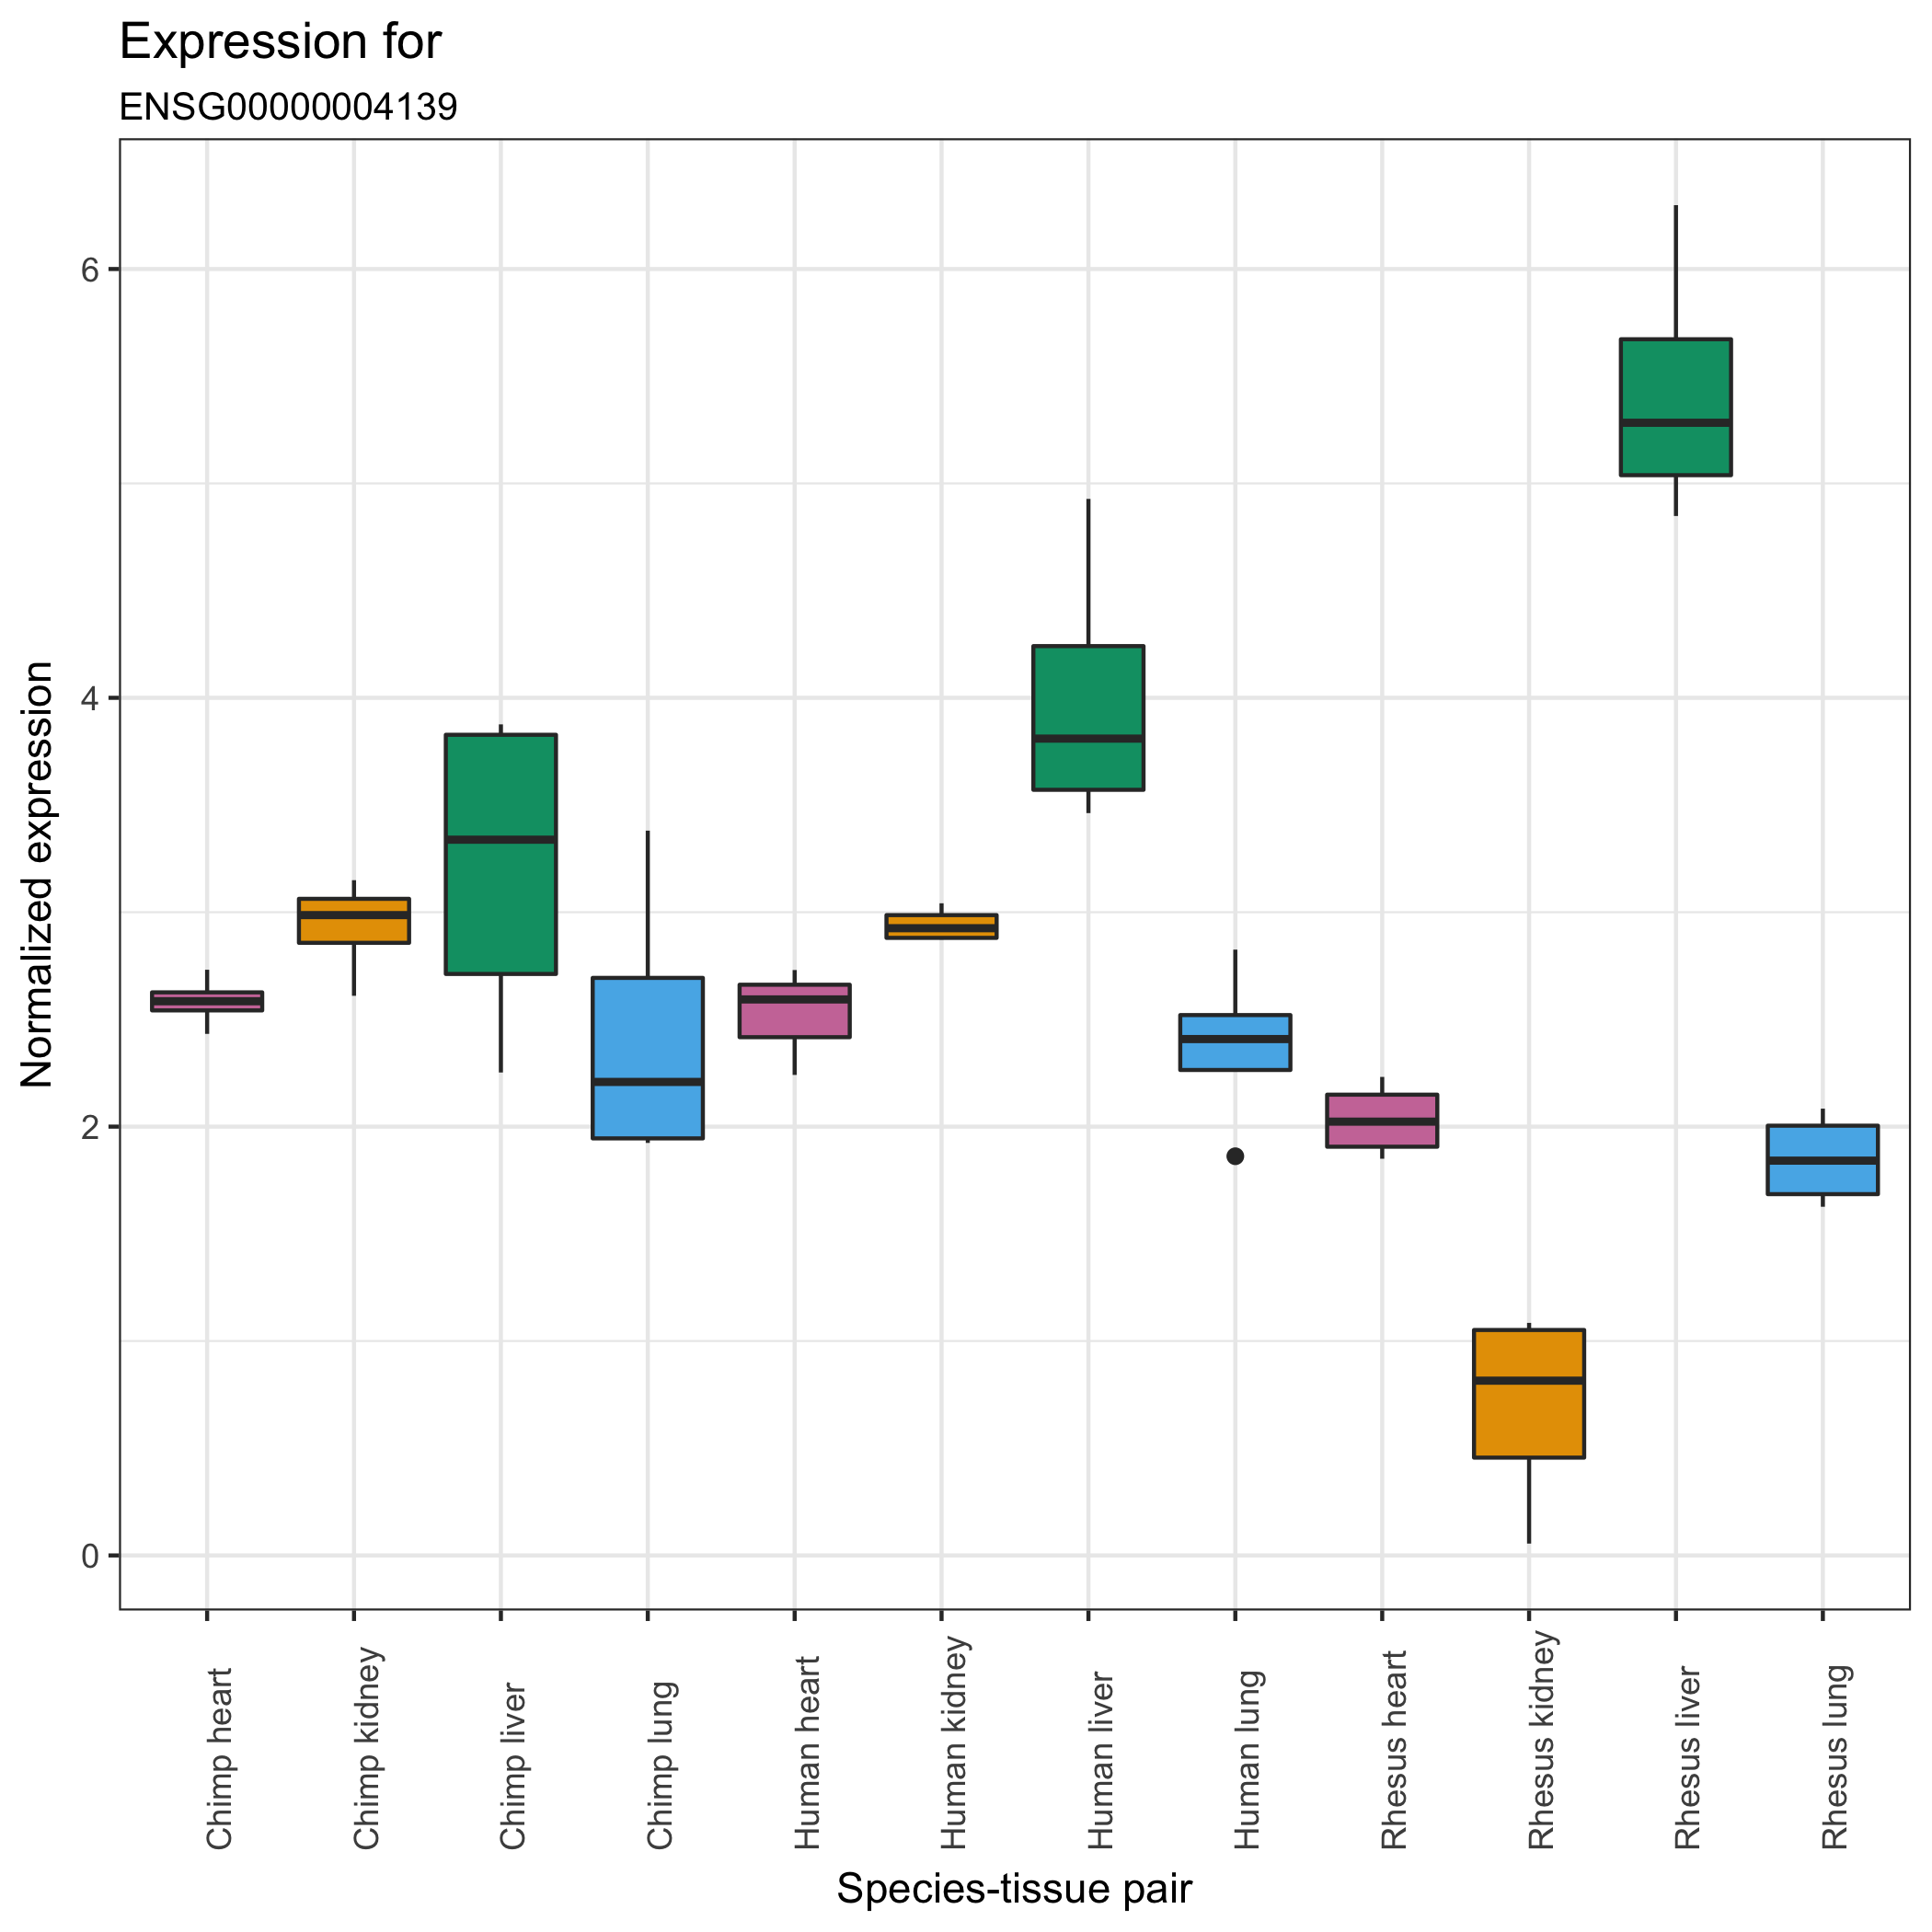 Expression for
ENSG00000004139
Normalized expression
6
4
2
0
Chimp heart
Chimp kidney
Chimp liver
Chimp lung
Human heart
Human kidney
Human liver
Human lung
Rhesus heart
Rhesus kidney
Rhesus liver
Rhesus lung
Species-tissue pair